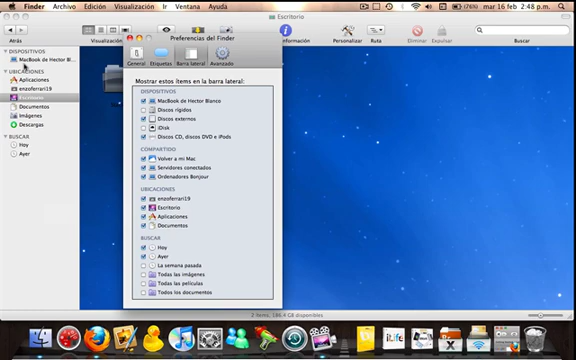 Finder Archivo Edición Visualización Ir Ventana Ayuda
mar 16 feb 2:48 p.m.
Escritorio
Atrás
Visualización
Información
Personalizar
Ruta
Eliminar
Expulsar
Buscar
DISPOSITIVOS
MacBook de Hector Bl...
UBICACIONES
Aplicaciones
enzoferrari19
Escritorio
Documentos
Imágenes
Descargas
BUSCAR
Hoy
Ayer
Preferencias del Finder
General Etiquetas Barra lateral Avanzado
Mostrar estos ítems en la barra lateral:
DISPOSITIVOS
MacBook de Hector Blanco
Discos rígidos
Discos externos
iDisk
Discos CD, discos DVD e iPods
COMPARTIDO
Volver a mi Mac
Servidores conectados
Ordenadores Bonjour
UBICACIONES
enzoferrari19
Escritorio
Aplicaciones
Documentos
BUSCAR
Hoy
Ayer
La semana pasada
Todas las imágenes
Todas las películas
Todos los documentos
2 ítems, 186.4 GB disponibles
iLife